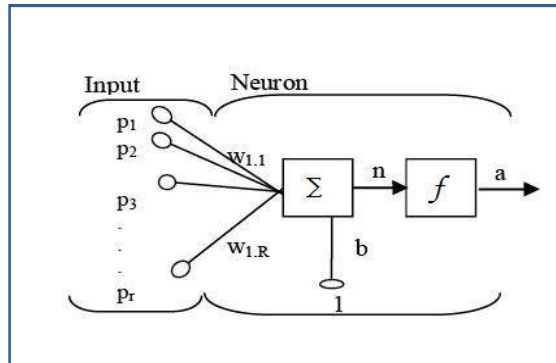 Input
Neuron
p1
p2
p3
.
.
.
pr
w1.1
w1.R
Σ
n
f
a
b
1